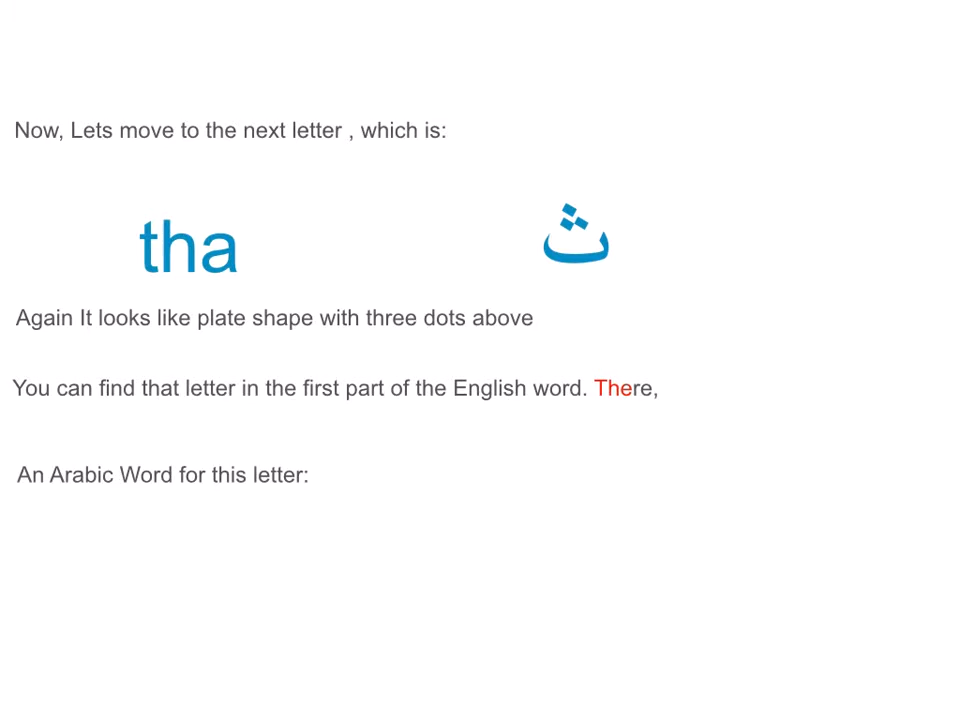 Now, Lets move to the next letter , which is:
tha ث
Again It looks like plate shape with three dots above
You can find that letter in the first part of the English word. There,
An Arabic Word for this letter: